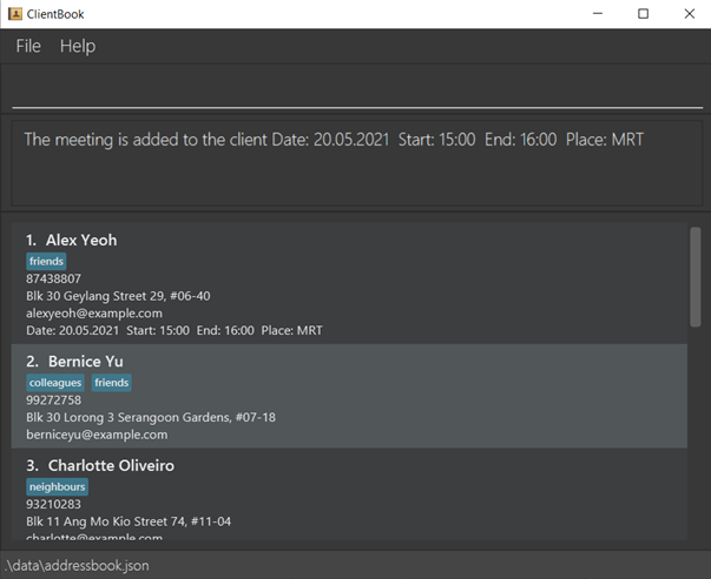 ClientBook
File Help
The meeting is added to the client Date: 20.05.2021 Start: 15:00 End: 16:00 Place: MRT
1. Alex Yeoh
friends
87438807
Blk 30 Geylang Street 29, #06-40
alexyeoh@example.com
Date: 20.05.2021 Start: 15:00 End: 16:00 Place: MRT
2. Bernice Yu
colleagues friends
99272758
Blk 30 Lorong 3 Serangoon Gardens, #07-18
berniceyu@example.com
3. Charlotte Oliveiro
neighbours
93210283
Blk 11 Ang Mo Kio Street 74, #11-04
charlotte@example.com
.\data\addressbook.json